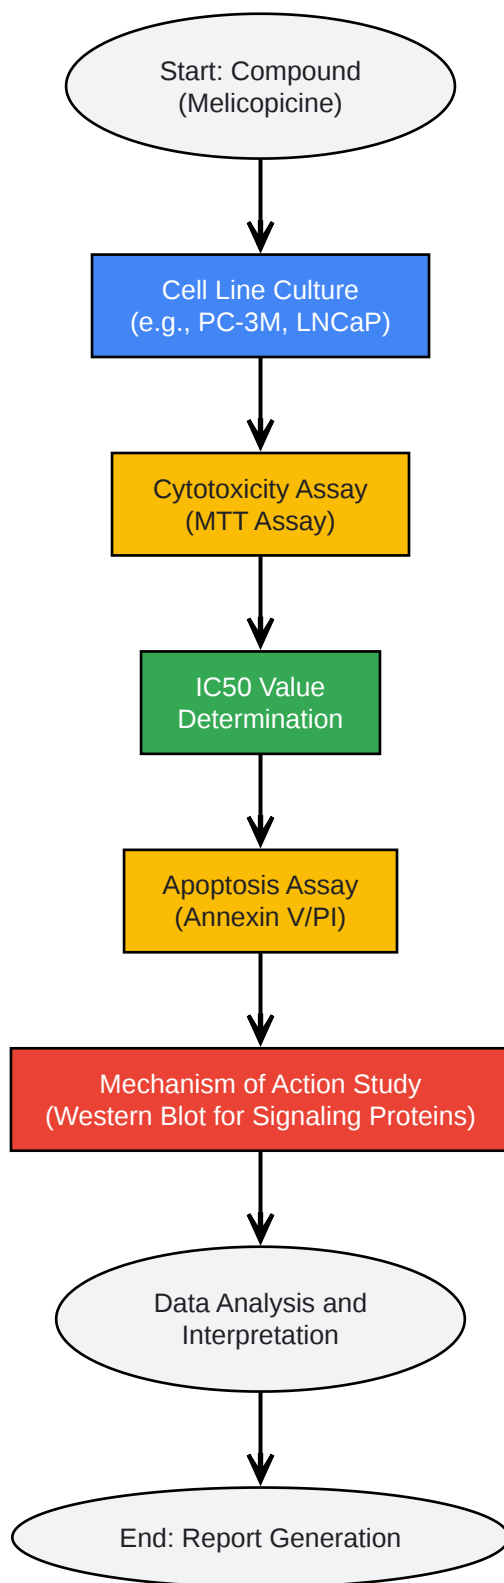 Start: Compound
(Melicopicine)
Cell Line Culture
(e.g., PC-3M, LNCaP)
Cytotoxicity Assay
(MTT Assay)
IC50 Value
Determination
Apoptosis Assay
(Annexin V/PI)
Mechanism of Action Study
(Western Blot for Signaling Proteins)
Data Analysis and
Interpretation
End: Report Generation